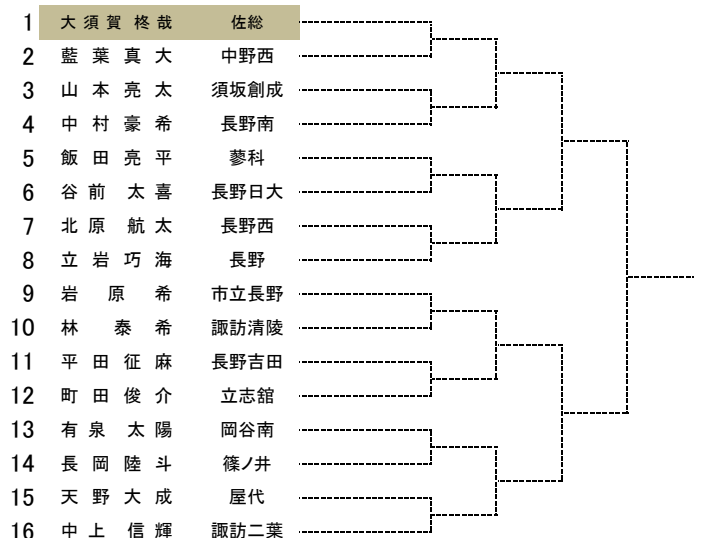 1 大須賀柊哉 佐総
2 藍葉真大 中野西
3 山本亮太 須坂創成
4 中村豪希 長野南
5 飯田亮平 蓼科
6 谷前 太喜 長野日大
7 北原 航太 長野西
8 立岩巧海 長野
9 岩原希 市立長野
10 林泰希 諏訪清陵
11 平田征麻 長野吉田
12 町田俊介 立志舘
13 有泉 太陽 岡谷南
14 長岡陸斗 篠ノ井
15 天野大成 屋代
16 中上 信輝 諏訪二葉